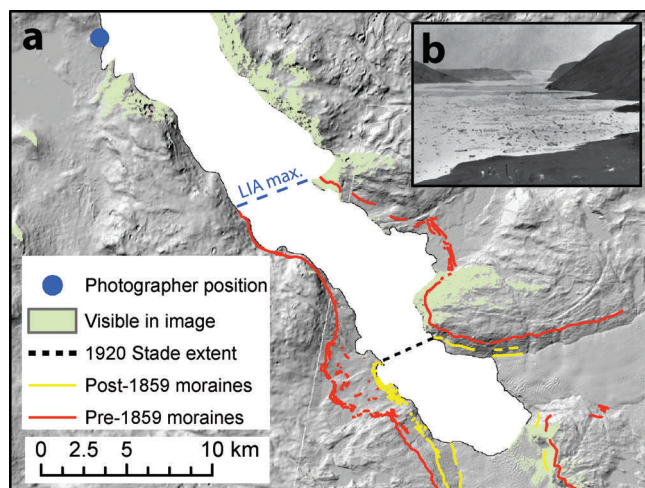 a
b
LIA max.
Photographer position
Visible in image
1920 Stade extent
Post-1859 moraines
Pre-1859 moraines
0 2.5 5 10 km